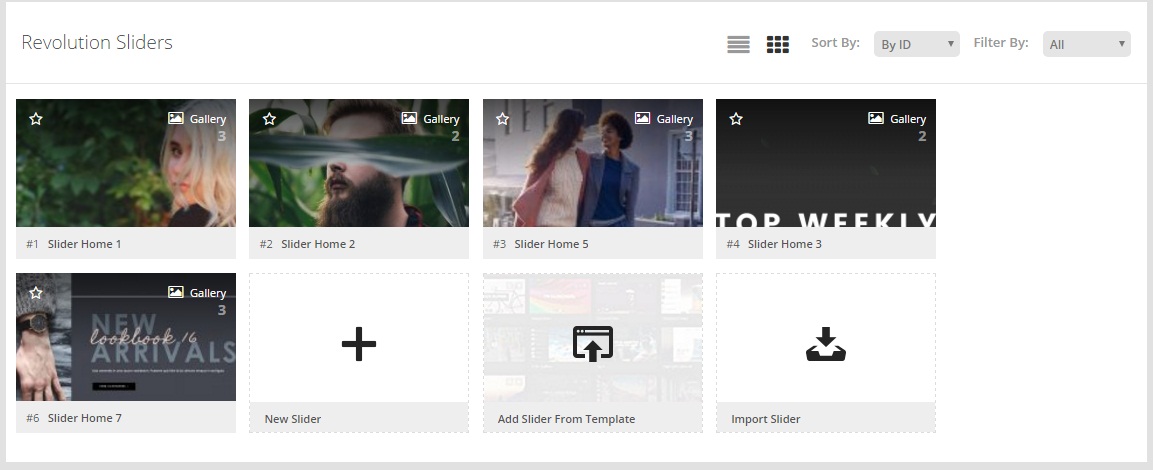 Revolution Sliders
Sort By: By ID Filter By: All
Gallery
3
Gallery
2
Gallery
3
Gallery
2
TOP WEEKLY
#1 Slider Home 1
#2 Slider Home 2
#3 Slider Home 5
#4 Slider Home 3
Gallery
3
NEW
lookbook 16
ARRIVALS
#6 Slider Home 7
New Slider
Add Slider From Template
Import Slider